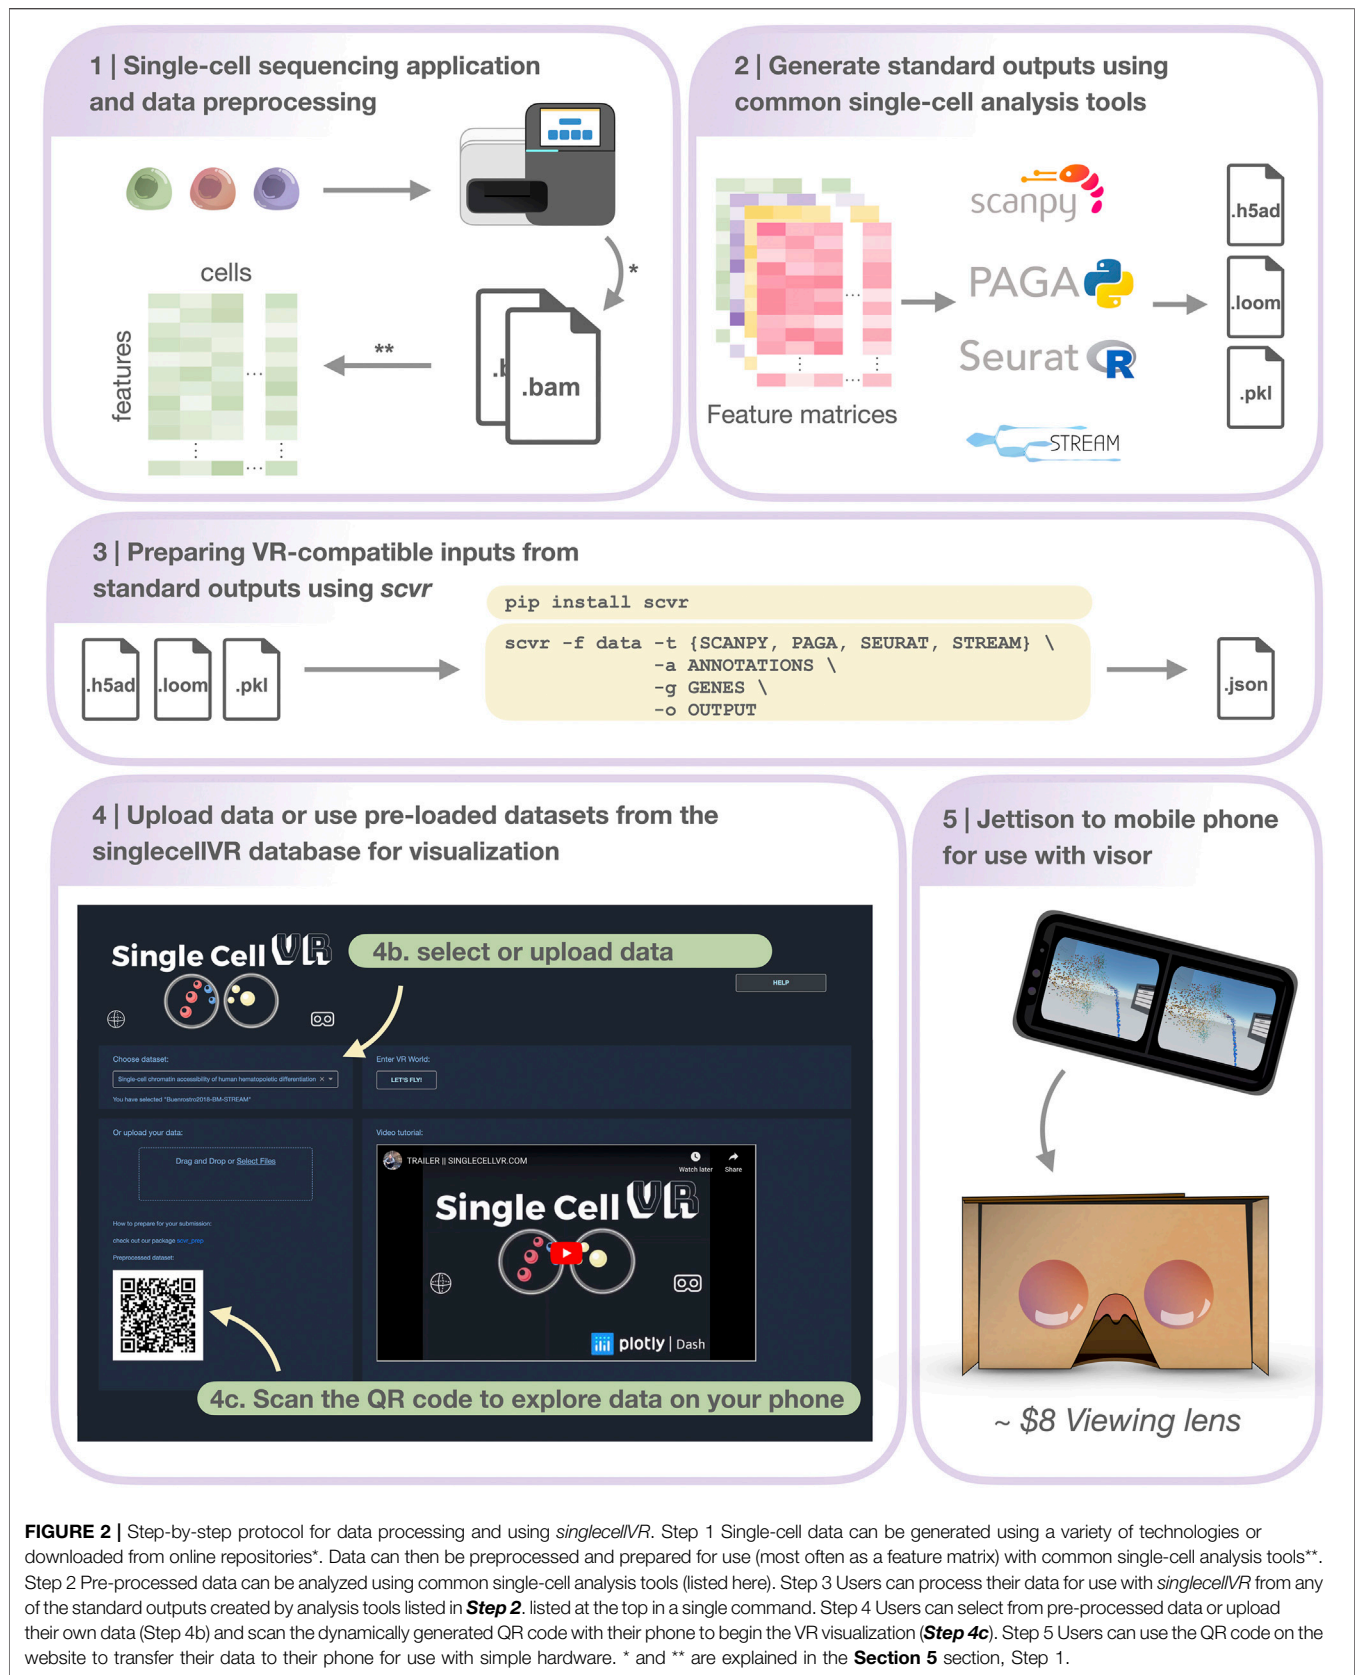 1 | Single-cell sequencing application
and data preprocessing
cells
features
*
**
.b
.bam
2 | Generate standard outputs using
common single-cell analysis tools
scanpy
PAGA
Seurat R
STREAM
Feature matrices
.h5ad
.loom
.pkl
3 | Preparing VR-compatible inputs from
standard outputs using scvr
.h5ad
.loom
.pkl
pip install scvr
scvr -f data -t {SCANPY, PAGA, SEURAT, STREAM} \
-a ANNOTATIONS \
-g GENES \
-o OUTPUT
.json
4 | Upload data or use pre-loaded datasets from the
singlecellVR database for visualization
Single Cell VR
4b. select or upload data
HELP
Choose dataset:
Single-cell chromatin accessibility of human hematopoietic differentiation
You have selected "Buenrostro2018-BM-STREAM"
Enter VR World:
LET'S FLY!
Or upload your data:
Drag and Drop or Select Files
How to prepare for your submission:
check out our package scvr_prep
Preprocessed dataset:
Video tutorial:
TRAILER || SINGLECELLVR.COM
Watch later
Share
Single Cell VR
plotly | Dash
4c. Scan the QR code to explore data on your phone
5 | Jettison to mobile phone
for use with visor
~ $8 Viewing lens
FIGURE 2 | Step-by-step protocol for data processing and using singlecellVR. Step 1 Single-cell data can be generated using a variety of technologies or
downloaded from online repositories*. Data can then be preprocessed and prepared for use (most often as a feature matrix) with common single-cell analysis tools**.
Step 2 Pre-processed data can be analyzed using common single-cell analysis tools (listed here). Step 3 Users can process their data for use with singlecellVR from any
of the standard outputs created by analysis tools listed in Step 2. listed at the top in a single command. Step 4 Users can select from pre-processed data or upload
their own data (Step 4b) and scan the dynamically generated QR code with their phone to begin the VR visualization (Step 4c). Step 5 Users can use the QR code on the
website to transfer their data to their phone for use with simple hardware. * and ** are explained in the Section 5 section, Step 1.